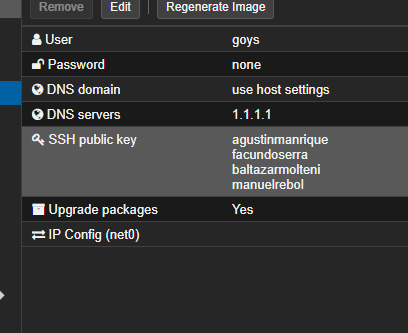 Remove Edit Regenerate Image
User goys
Password none
DNS domain use host settings
DNS servers 1.1.1.1
SSH public key agustinmanrique
facundoserra
baltazarmolteni
manuelrebol
Upgrade packages Yes
IP Config (net0)